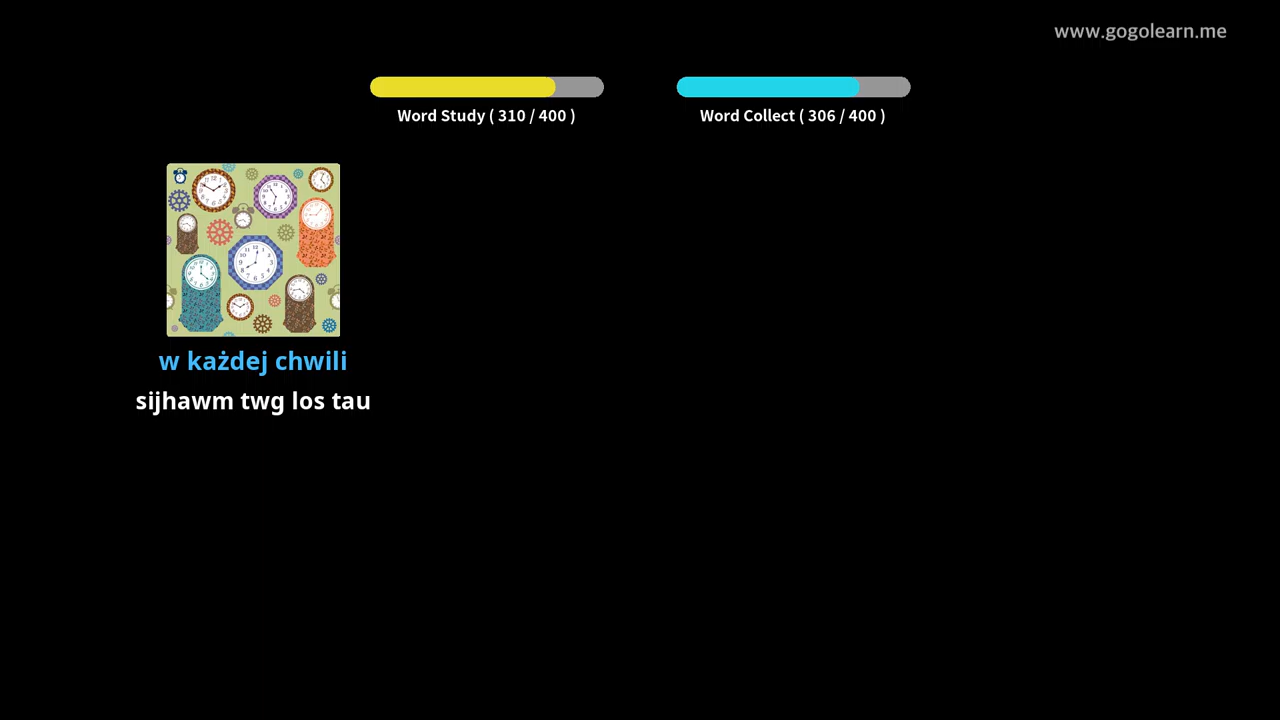 www.gogolearn.me
Word Study ( 310 / 400 )
Word Collect ( 306 / 400 )
w każdej chwili
sijhawm twg los tau